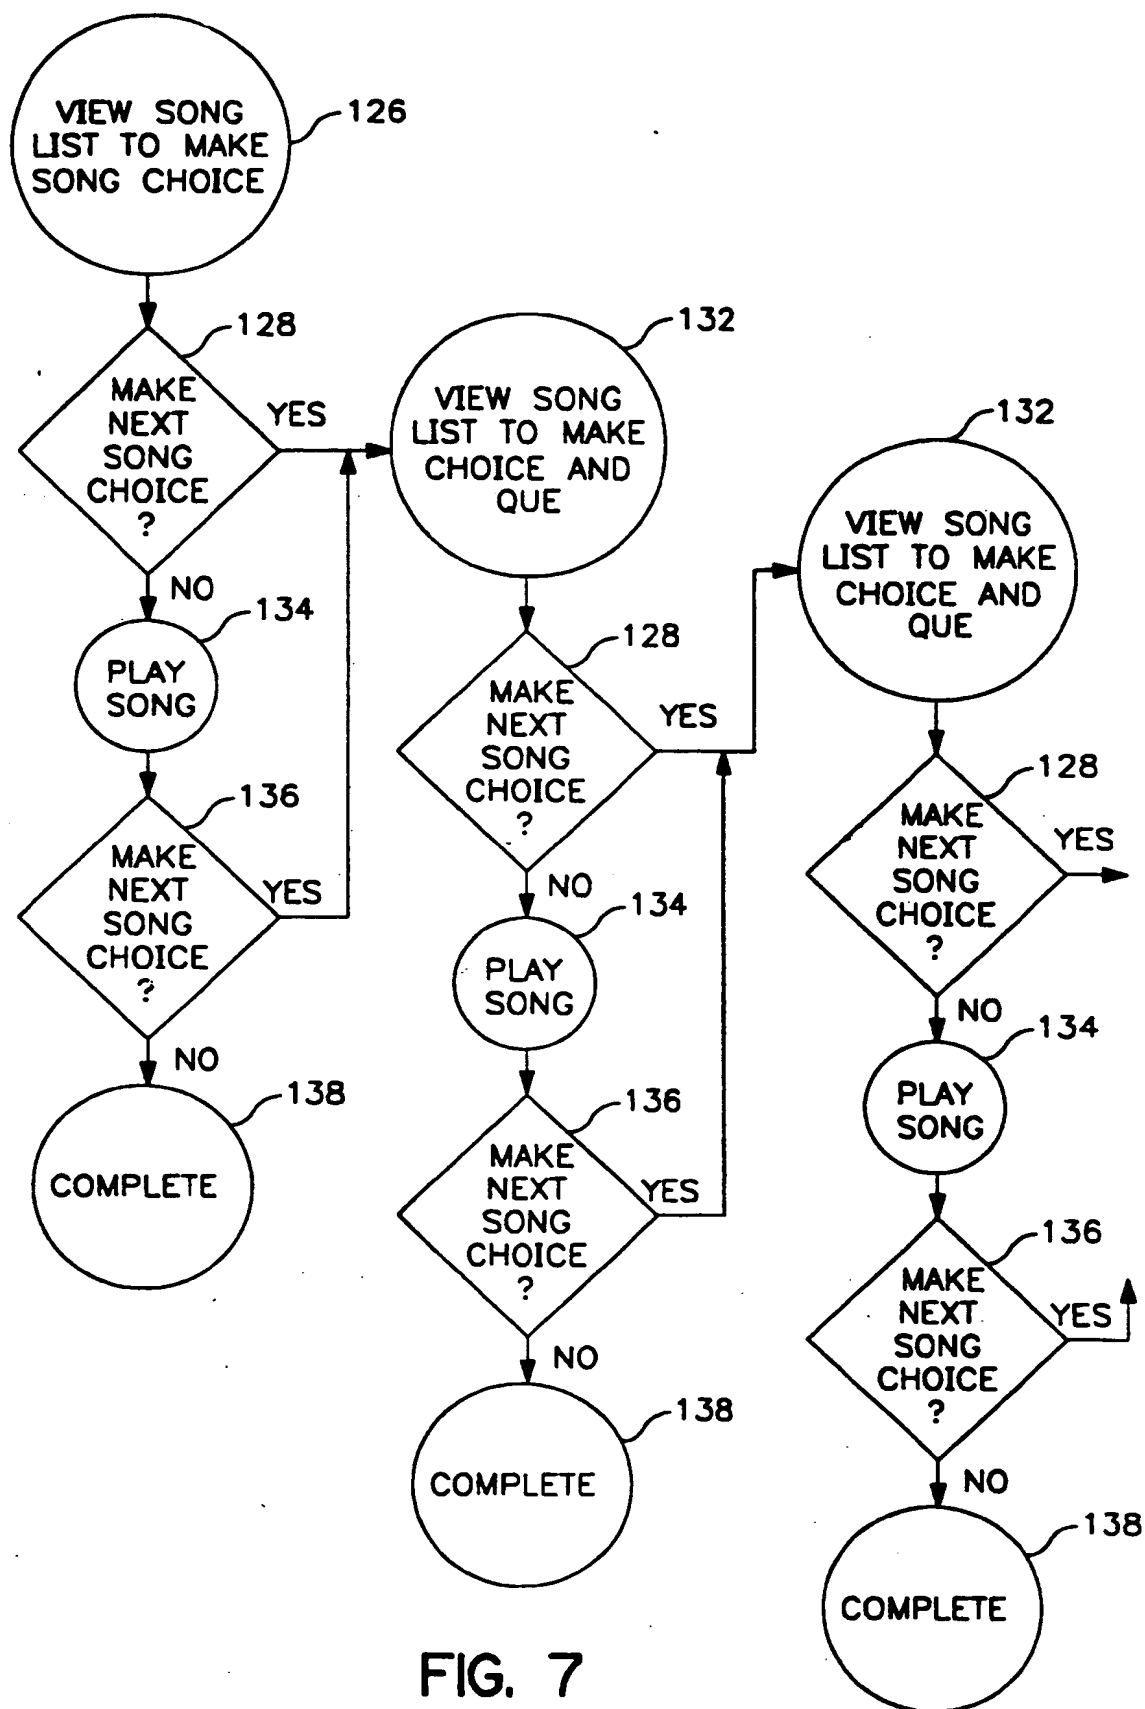 VIEW SONG
LIST TO MAKE
SONG CHOICE
126
128
MAKE
NEXT
SONG
CHOICE
?
YES
NO
134
PLAY
SONG
136
MAKE
NEXT
SONG
CHOICE
?
YES
NO
138
COMPLETE
132
VIEW SONG
LIST TO MAKE
CHOICE AND
QUE
128
MAKE
NEXT
SONG
CHOICE
?
YES
NO
134
PLAY
SONG
136
MAKE
NEXT
SONG
CHOICE
?
YES
NO
138
COMPLETE
132
VIEW SONG
LIST TO MAKE
CHOICE AND
QUE
128
MAKE
NEXT
SONG
CHOICE
?
YES
NO
134
PLAY
SONG
136
MAKE
NEXT
SONG
CHOICE
?
YES
NO
138
COMPLETE
FIG. 7